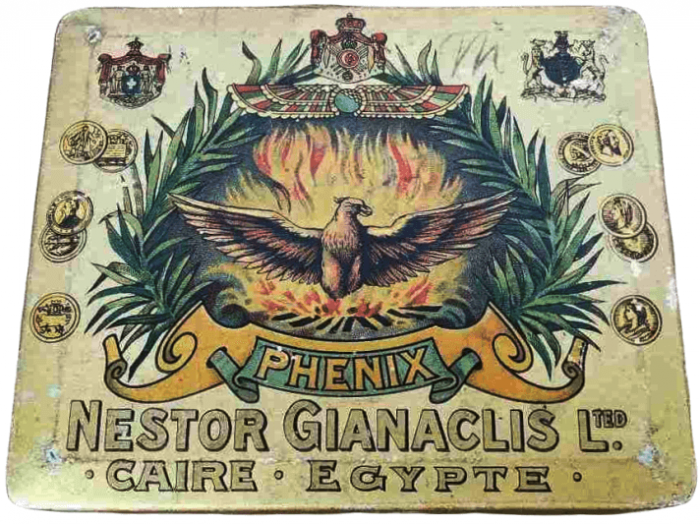 PHENIX
NESTOR GIANACLIS LTED.
· CAIRE · EGYPTE ·